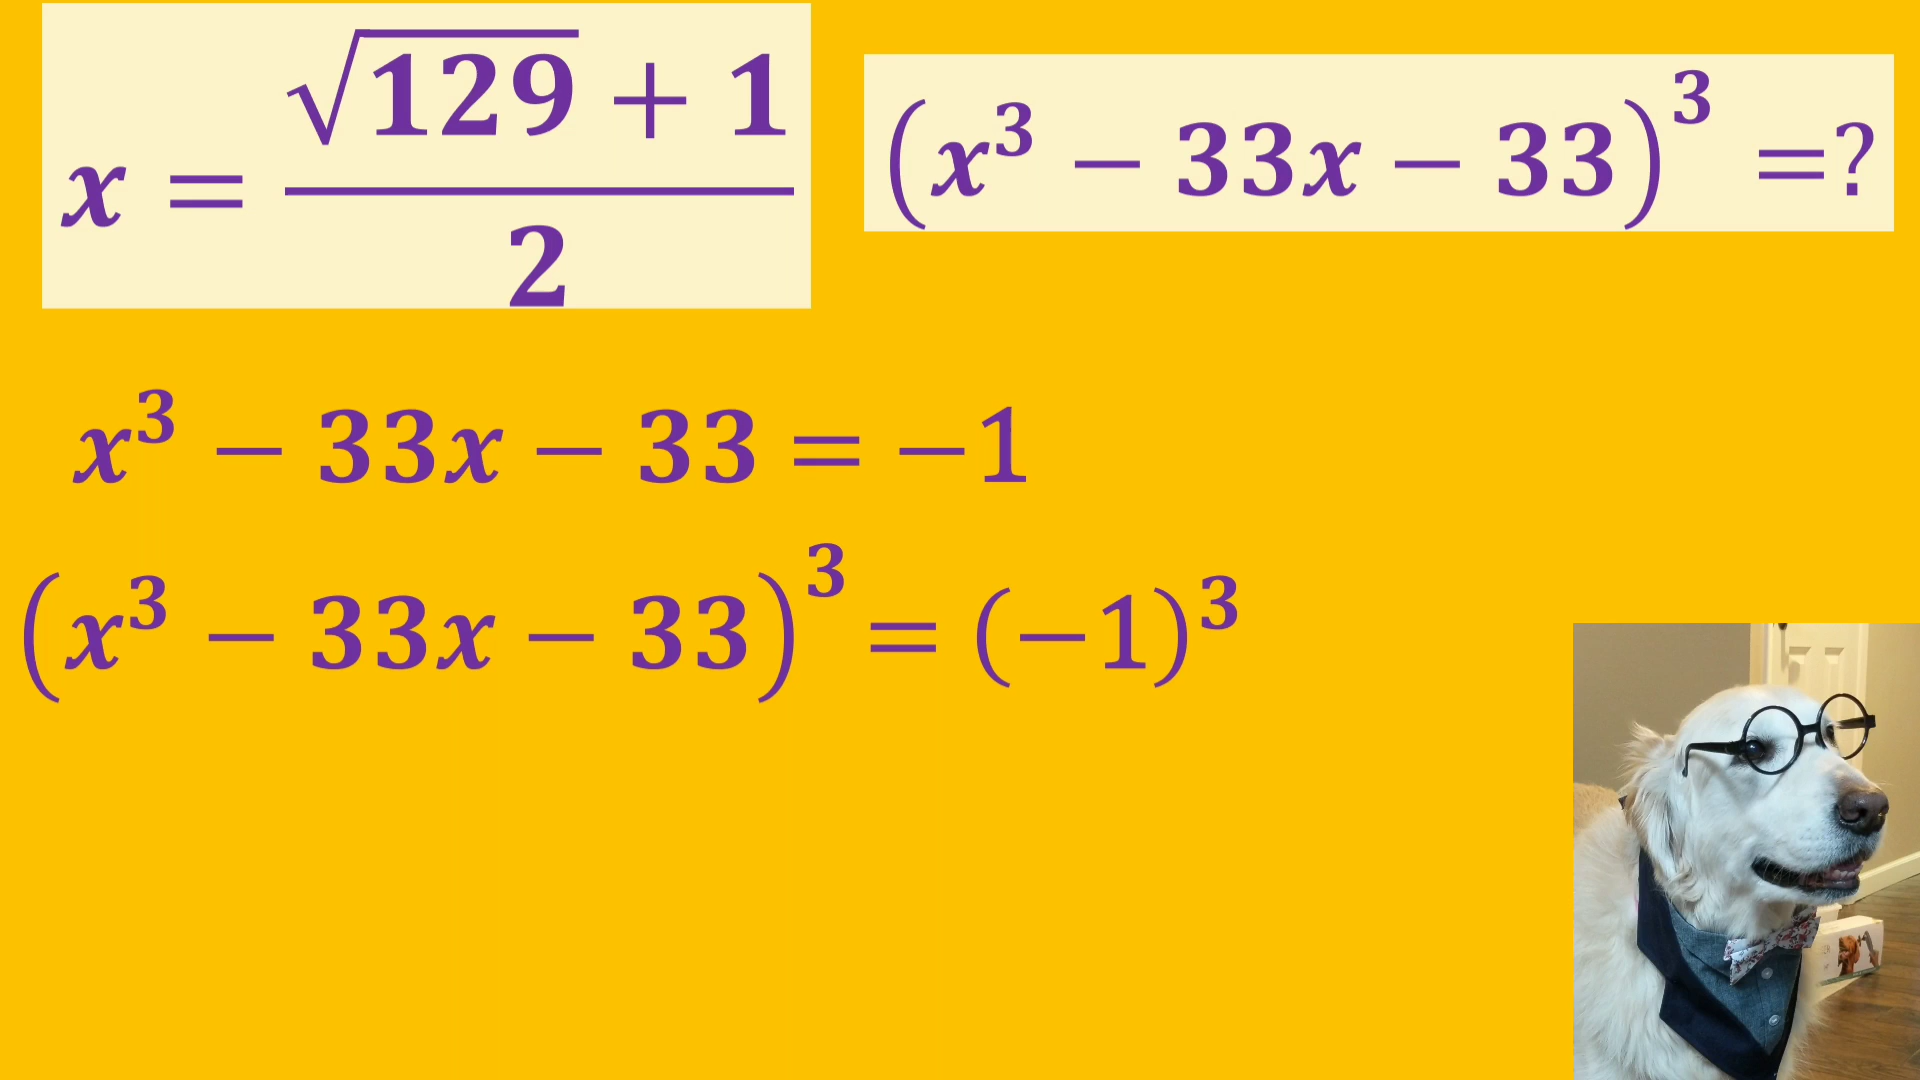 x = (√129 + 1)/2
(x³ − 33x − 33)³ =?
x³ − 33x − 33 = −1
(x³ − 33x − 33)³ = (−1)³